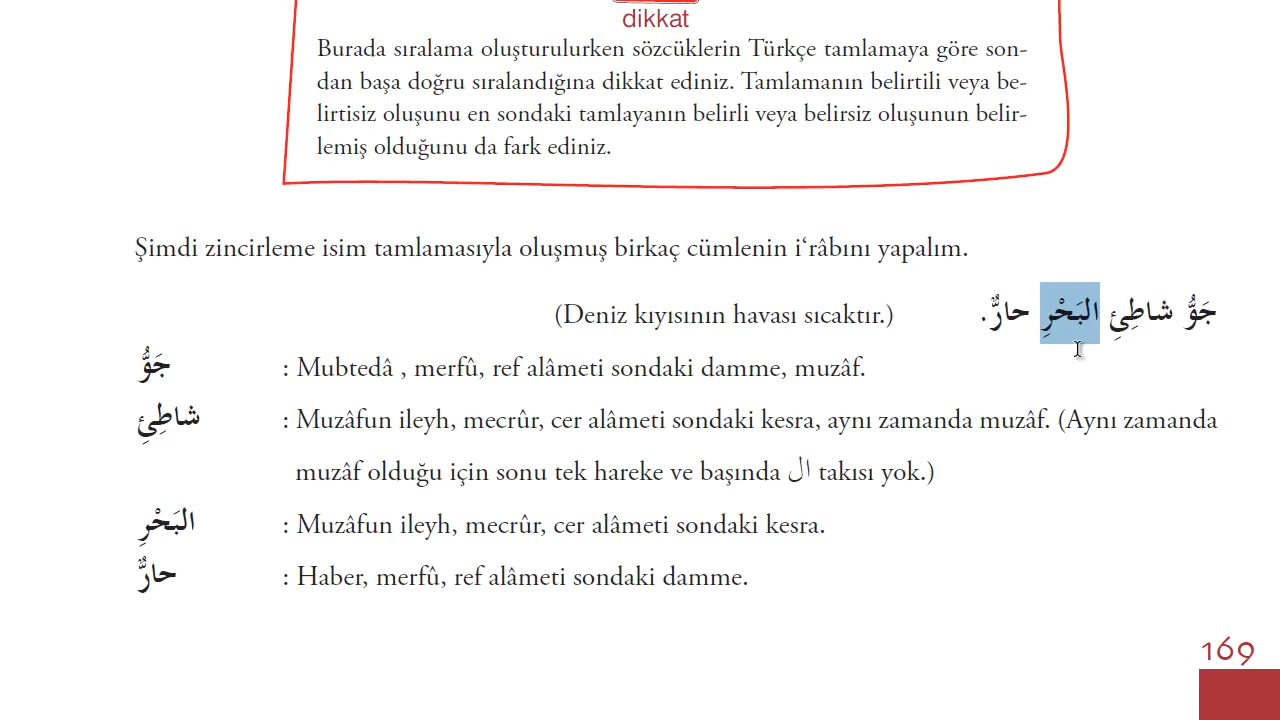 dikkat
Burada sıralama oluşturulurken sözcüklerin Türkçe tamlamaya göre son-
dan başa doğru sıralandığına dikkat ediniz. Tamlamanın belirtili veya be-
lirtisiz oluşunu en sondaki tamlayanın belirli veya belirsiz oluşunun belir-
lemiş olduğunu da fark ediniz.
Şimdi zincirleme isim tamlamasıyla oluşmuş birkaç cümlenin i‘râbını yapalım.
جَوُّ شاطِئِ البَحْرِ حارٌّ. (Deniz kıyısının havası sıcaktır.)
جَوُّ : Mubtedâ , merfû, ref alâmeti sondaki damme, muzâf.
شاطِئِ : Muzâfun ileyh, mecrûr, cer alâmeti sondaki kesra, aynı zamanda muzâf. (Aynı zamanda
muzâf olduğu için sonu tek hareke ve başında ال takısı yok.)
البَحْرِ : Muzâfun ileyh, mecrûr, cer alâmeti sondaki kesra.
حارٌّ : Haber, merfû, ref alâmeti sondaki damme.
169